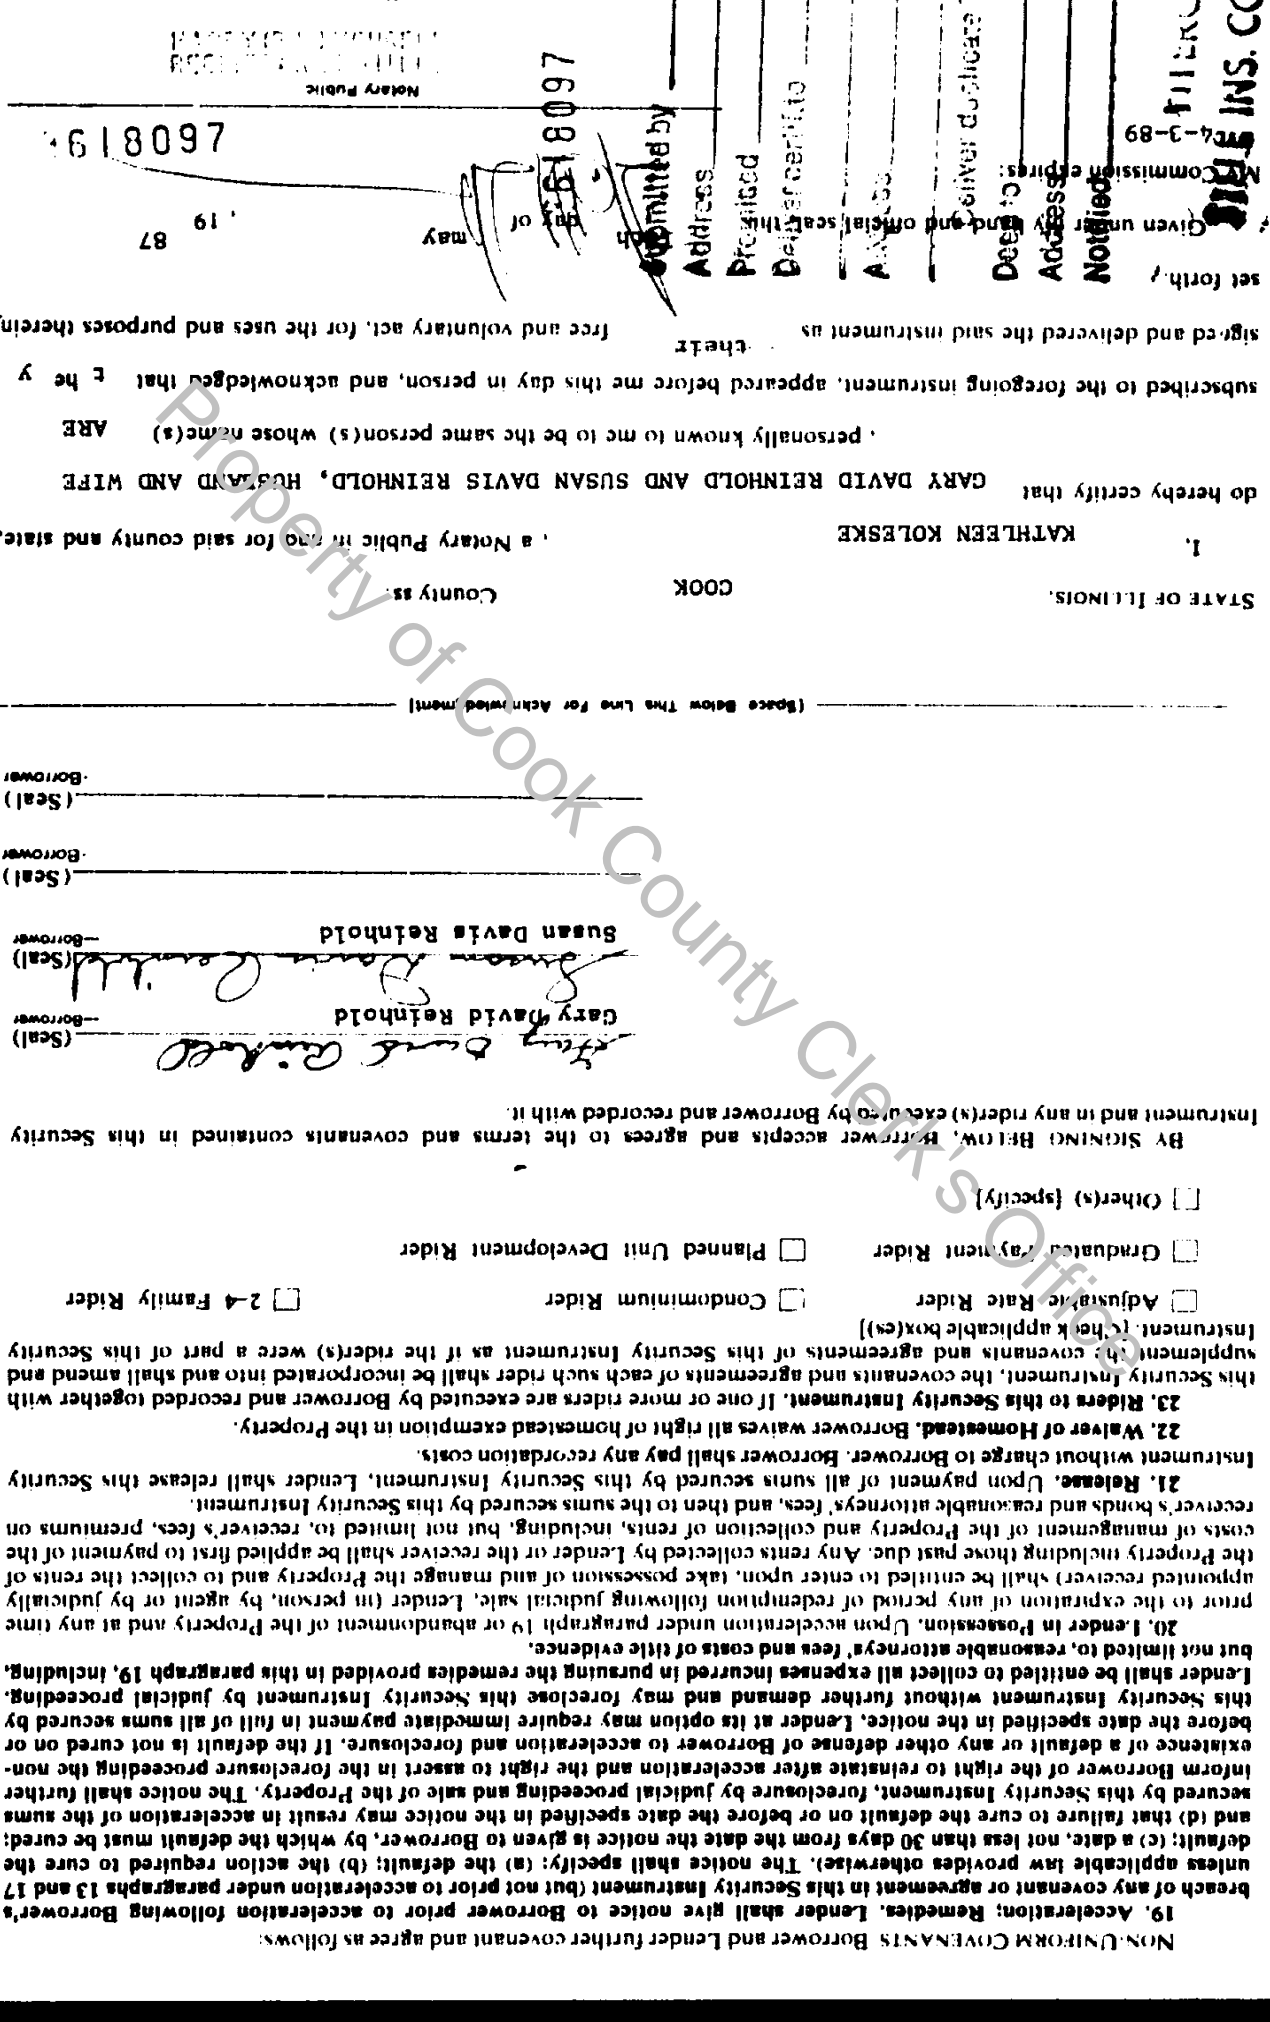 NON-UNIFORM COVENANTS Borrower and Lender further covenant and agree as follows:
19. Acceleration; Remedies. Lender shall give notice to Borrower prior to acceleration following Borrower's
breach of any covenant or agreement in this Security Instrument (but not prior to acceleration under paragraphs 13 and 17
unless applicable law provides otherwise). The notice shall specify: (a) the default; (b) the action required to cure the
default; (c) a date, not less than 30 days from the date the notice is given to Borrower, by which the default must be cured;
and (d) that failure to cure the default on or before the date specified in the notice may result in acceleration of the sums
secured by this Security Instrument, foreclosure by judicial proceeding and sale of the Property. The notice shall further
inform Borrower of the right to reinstate after acceleration and the right to assert in the foreclosure proceeding the non-
existence of a default or any other defense of Borrower to acceleration and foreclosure. If the default is not cured on or
before the date specified in the notice, Lender at its option may require immediate payment in full of all sums secured by
this Security Instrument without further demand and may foreclose this Security Instrument by judicial proceeding.
Lender shall be entitled to collect all expenses incurred in pursuing the remedies provided in this paragraph 19, including,
but not limited to, reasonable attorneys' fees and costs of title evidence.
20. Lender in Possession. Upon acceleration under paragraph 19 or abandonment of the Property and at any time
prior to the expiration of any period of redemption following judicial sale, Lender (in person, by agent or by judicially
appointed receiver) shall be entitled to enter upon, take possession of and manage the Property and to collect the rents of
the Property including those past due. Any rents collected by Lender or the receiver shall be applied first to payment of the
costs of management of the Property and collection of rents, including, but not limited to, receiver's fees, premiums on
receiver's bonds and reasonable attorneys' fees, and then to the sums secured by this Security Instrument.
21. Release. Upon payment of all sums secured by this Security Instrument, Lender shall release this Security
Instrument without charge to Borrower. Borrower shall pay any recordation costs.
22. Waiver of Homestead. Borrower waives all right of homestead exemption in the Property.
23. Riders to this Security Instrument. If one or more riders are executed by Borrower and recorded together with
this Security Instrument, the covenants and agreements of each such rider shall be incorporated into and shall amend and
supplement the covenants and agreements of this Security Instrument as if the rider(s) were a part of this Security
Instrument. [Check applicable box(es)]
Adjustable Rate Rider Condominium Rider 2-4 Family Rider
Graduated Payment Rider Planned Unit Development Rider
Other(s) [specify]
BY SIGNING BELOW, Borrower accepts and agrees to the terms and covenants contained in this Security
Instrument and in any rider(s) executed by Borrower and recorded with it.
Gary David Reinhold (Seal)
Gary David Reinhold —Borrower
Susan Davis Reinhold (Seal)
Susan Davis Reinhold —Borrower
(Seal)
-Borrower
(Seal)
-Borrower
[Space Below This Line For Acknowledgment]
STATE OF ILLINOIS, COOK County ss:
I, KATHLEEN KOLESKE , a Notary Public in and for said county and state,
do hereby certify that GARY DAVID REINHOLD AND SUSAN DAVIS REINHOLD, HUSBAND AND WIFE
, personally known to me to be the same person(s) whose name(s) ARE
subscribed to the foregoing instrument, appeared before me this day in person, and acknowledged that t he y
signed and delivered the said instrument as their free and voluntary act, for the uses and purposes therein
set forth.
Given under my hand and official seal, this day of May , 19 87
My Commission expires:
4-3-89
Notary Public
618097
618097
Submitted by
Address
Promised
Deliver certif. to
Address
Deliver duplicate
Deed to
Address
Notified
INS. CO
Property of Cook County Clerk's Office